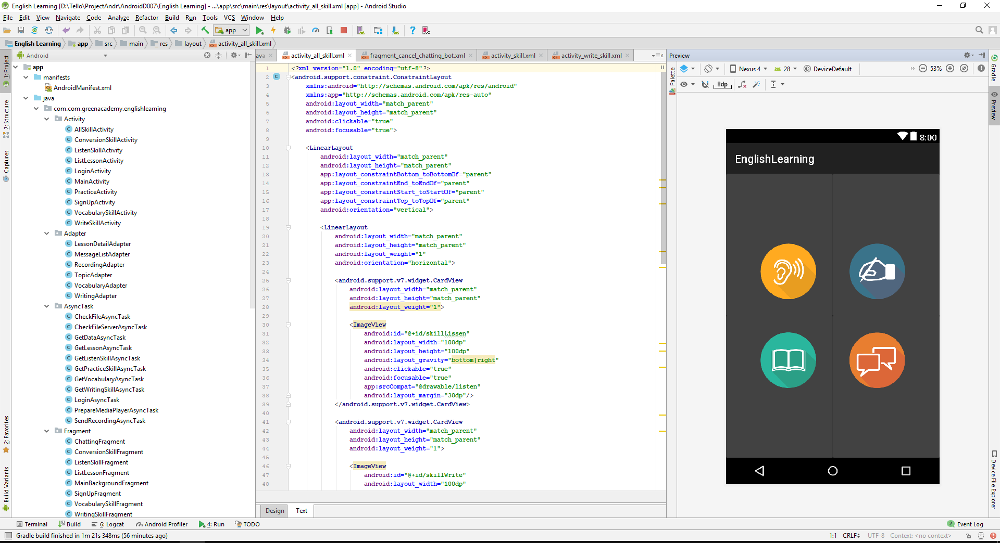 English Learning [D:\Tello\ProjectAndr\AndroidD007\English Learning] - ...\app\src\main\res\layout\activity_all_skill.xml [app] - Android Studio
File Edit View Navigate Code Analyze Refactor Build Run Tools VCS Window Help
app
English Learning app src main res layout activity_all_skill.xml
Android
ava activity_all_skill.xml fragment_cancel_chatting_bot.xml activity_skill.xml activity_write_skill.xml 6
Preview
1: Project
7: Structure
Captures
2: Favorites
Build Variants
app
manifests
AndroidManifest.xml
java
com.com.greenacademy.englishlearning
Activity
AllSkillActivity
ConversionSkillActivity
ListenSkillActivity
ListLessonActivity
LoginActivity
MainActivity
PracticeActivity
SignUpActivity
VocabularySkillActivity
WriteSkillActivity
Adapter
LessonDetailAdapter
MessageListAdapter
RecordingAdapter
TopicAdapter
VocabularyAdapter
WritingAdapter
AsyncTask
CheckFileAsyncTask
CheckFileServerAsyncTask
GetDataAsyncTask
GetLessonAsyncTask
GetListenSkillAsyncTask
GetPracticeSkillAsyncTask
GetVocabularyAsyncTask
GetWritingSkillAsyncTask
LoginAsyncTask
PrepareMediaPlayerAsyncTask
SendRecordingAsyncTask
Fragment
ChattingFragment
ConversionSkillFragment
ListenSkillFragment
ListLessonFragment
MainBackgroundFragment
SignUpFragment
VocabularySkillFragment
WritingSkillFragment
1 <?xml version="1.0" encoding="utf-8"?>
2 <android.support.constraint.ConstraintLayout
3 xmlns:android="http://schemas.android.com/apk/res/android"
4 xmlns:app="http://schemas.android.com/apk/res-auto"
5 android:layout_width="match_parent"
6 android:layout_height="match_parent"
7 android:clickable="true"
8 android:focusable="true">
9
10 <LinearLayout
11 android:layout_width="match_parent"
12 android:layout_height="match_parent"
13 app:layout_constraintBottom_toBottomOf="parent"
14 app:layout_constraintEnd_toEndOf="parent"
15 app:layout_constraintStart_toStartOf="parent"
16 app:layout_constraintTop_toTopOf="parent"
17 android:orientation="vertical">
18
19 <LinearLayout
20 android:layout_width="match_parent"
21 android:layout_height="match_parent"
22 android:layout_weight="1"
23 android:orientation="horizontal">
24
25 <android.support.v7.widget.CardView
26 android:layout_width="match_parent"
27 android:layout_height="match_parent"
28 android:layout_weight="1">
29
30 <ImageView
31 android:id="@+id/skillLissen"
32 android:layout_width="100dp"
33 android:layout_height="100dp"
34 android:layout_gravity="bottom|right"
35 android:clickable="true"
36 android:focusable="true"
37 app:srcCompat="@drawable/listen"
38 android:layout_margin="30dp"/>
39 </android.support.v7.widget.CardView>
40
41 <android.support.v7.widget.CardView
42 android:layout_width="match_parent"
43 android:layout_height="match_parent"
44 android:layout_weight="1">
45
46 <ImageView
47 android:id="@+id/skillWrite"
48 android:layout_width="100dp"
Design Text
Palette
Nexus 4 28 DeviceDefault 53%
8dp
8:00
EnglishLearning
Gradle
Preview
Device File Explorer
Terminal Build 6: Logcat Android Profiler 4: Run TODO 2 Event Log
Gradle build finished in 1m 21s 348ms (56 minutes ago) 1:1 CRLF UTF-8 Context: <no context>